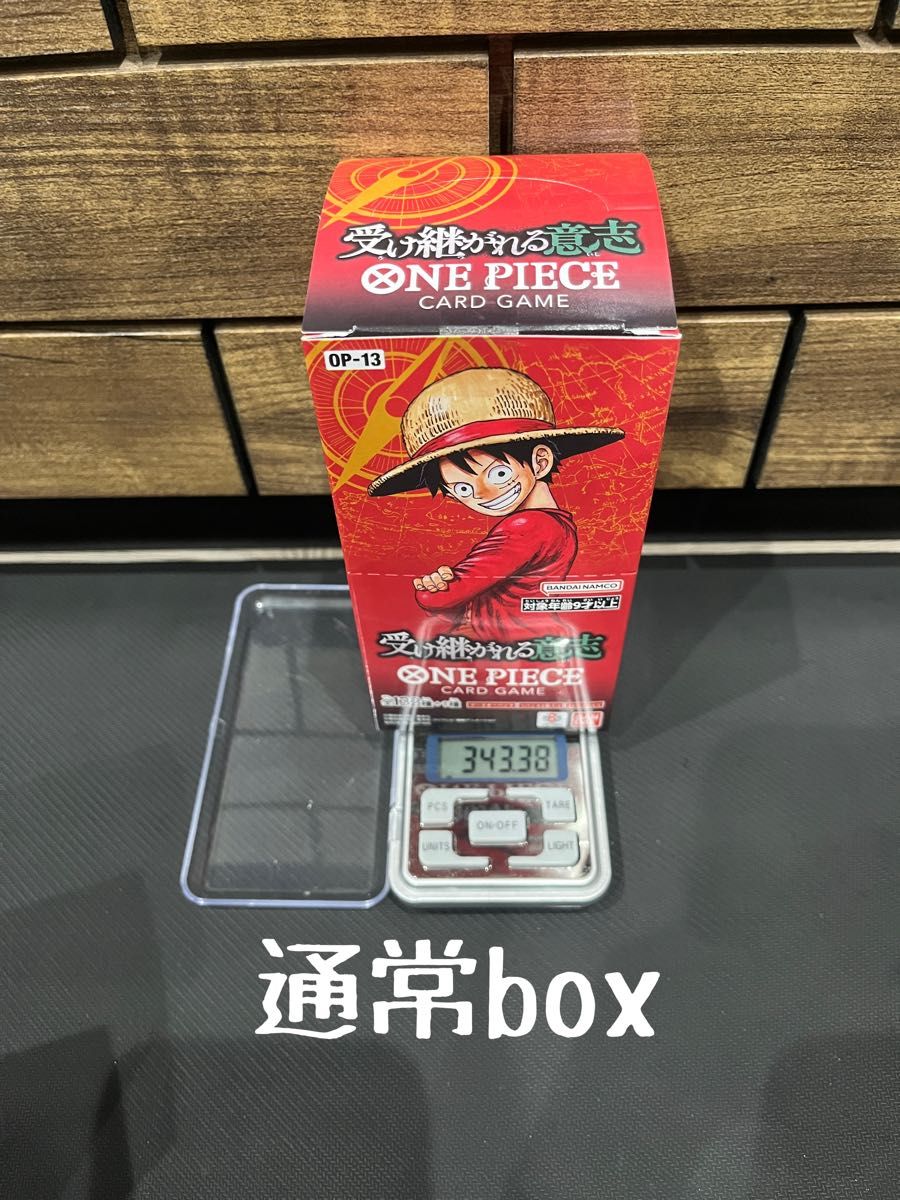 受け継がれる意志
ONE PIECE
CARD GAME
OP-13
BANDAI NAMCO
対象年齢9才以上
受け継がれる意志
ONE PIECE
CARD GAME
343.38
PCS
TARE
ON/OFF
UNITS
LIGHT
通常box